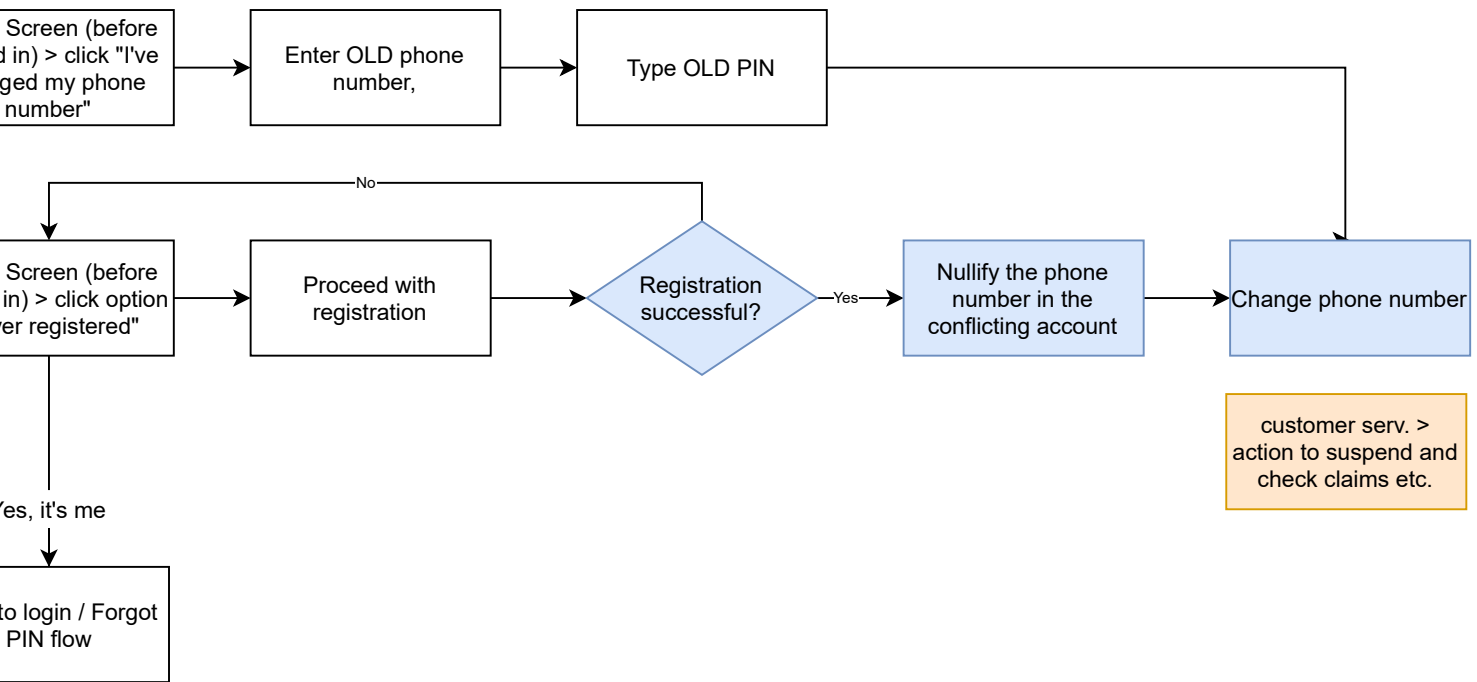 Screen (before
in) > click "I've
my phone
number"
Enter OLD phone
number,
Type OLD PIN
No
Screen (before
in) > click option
registered"
Proceed with
registration
Registration
successful?
Yes
Nullify the phone
number in the
conflicting account
Change phone number
customer serv. >
action to suspend and
check claims etc.
Yes, it's me
to login / Forgot
PIN flow